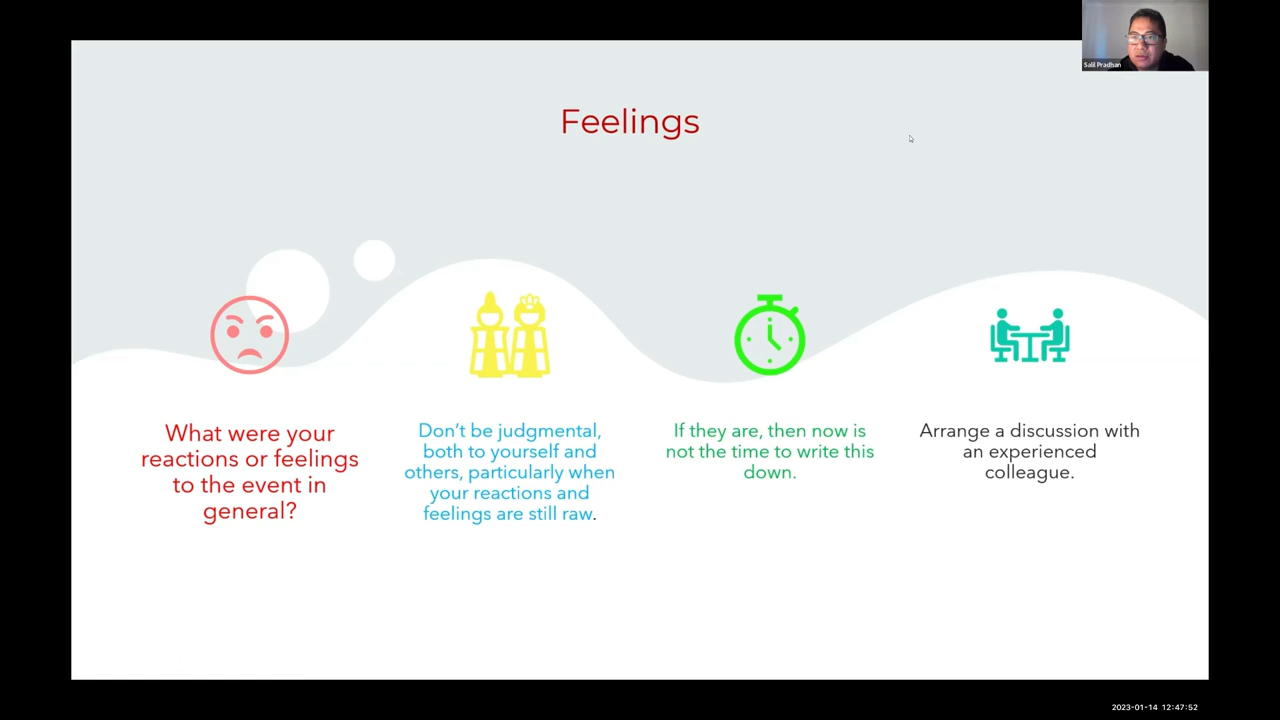 Salil Pradhan
Feelings
What were your
reactions or feelings
to the event in
general?
Don’t be judgmental,
both to yourself and
others, particularly when
your reactions and
feelings are still raw.
If they are, then now is
not the time to write this
down.
Arrange a discussion with
an experienced
colleague.
2023-01-14 12:47:52